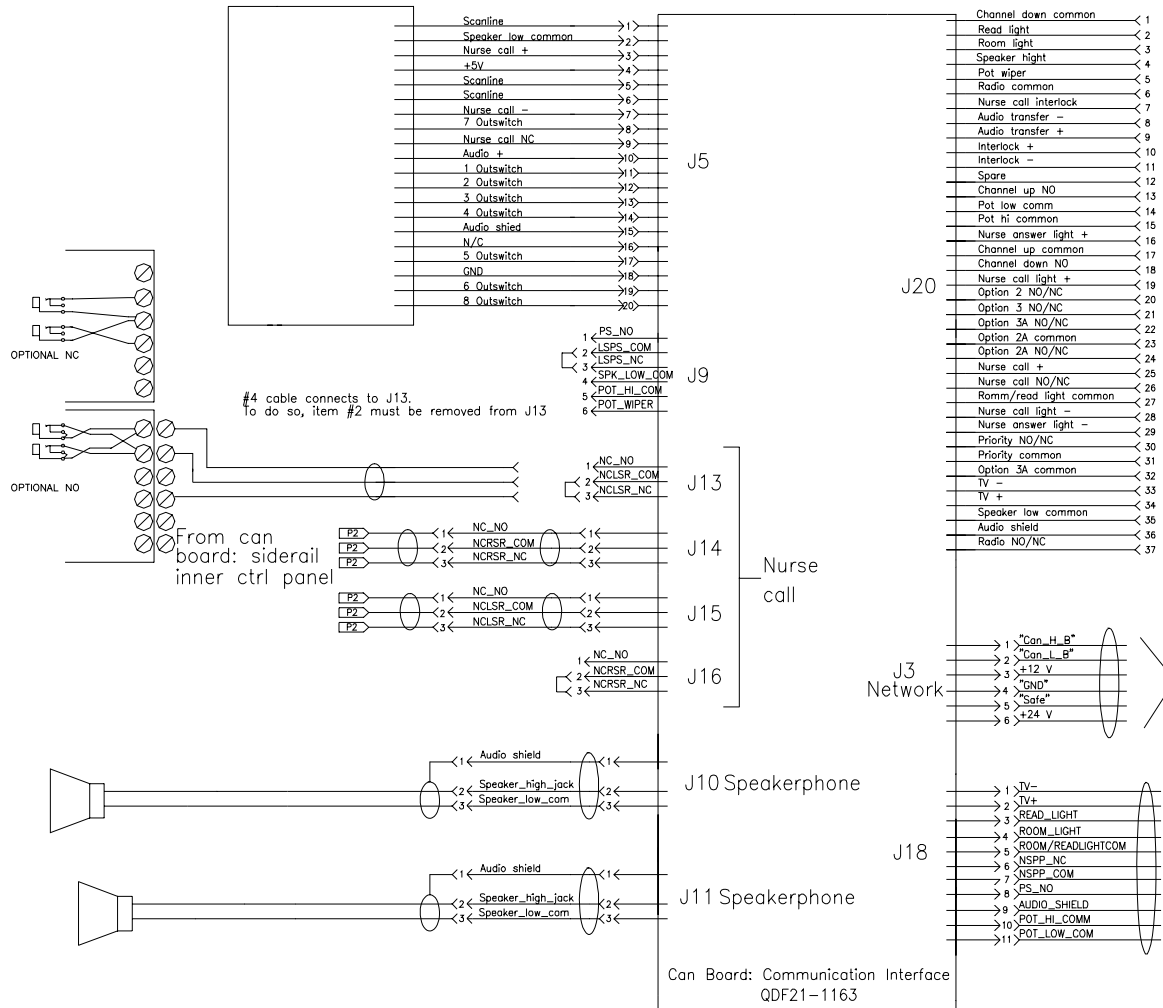 Scanline 1
Speaker low common 2
Nurse call + 3
+5V 4
Scanline 5
Scanline 6
Nurse call - 7
7 Outswitch 8
Nurse call NC 9
Audio + 10
1 Outswitch 11
2 Outswitch 12
3 Outswitch 13
4 Outswitch 14
Audio shied 15
N/C 16
5 Outswitch 17
GND 18
6 Outswitch 19
8 Outswitch 20
J5
Channel down common 1
Read light 2
Room light 3
Speaker hight 4
Pot wiper 5
Radio common 6
Nurse call interlock 7
Audio transfer - 8
Audio transfer + 9
Interlock + 10
Interlock - 11
Spare 12
Channel up NO 13
Pot low comm 14
Pot hi common 15
Nurse answer light + 16
Channel up common 17
Channel down NO 18
Nurse call light + 19
Option 2 NO/NC 20
Option 3 NO/NC 21
Option 3A NO/NC 22
Option 2A common 23
Option 2A NO/NC 24
Nurse call + 25
Nurse call NO/NC 26
Romm/read light common 27
Nurse call light - 28
Nurse answer light - 29
Priority NO/NC 30
Priority common 31
Option 3A common 32
TV - 33
TV + 34
Speaker low common 35
Audio shield 36
Radio NO/NC 37
J20
OPTIONAL NC
OPTIONAL NO
1 PS_NO
2 LSPS_COM
3 LSPS_NC
4 SPK_LOW_COM
5 POT_HI_COM
6 POT_WIPER
J9
#4 cable connects to J13.
To do so, item #2 must be removed from J13
1 NC_NO
2 NCLSR_COM
3 NCLSR_NC
J13
From can
board: siderail
inner ctrl panel
P2 1 NC_NO 1
P2 2 NCRSR_COM 2
P2 3 NCRSR_NC 3
J14
P2 1 NC_NO 1
P2 2 NCLSR_COM 2
P2 3 NCLSR_NC 3
J15
1 NC_NO
2 NCRSR_COM
3 NCRSR_NC
J16
Nurse
call
J3
Network
1 "Can_H_B"
2 "Can_L_B"
3 +12 V
4 "GND"
5 "Safe"
6 +24 V
1 Audio shield 1
2 Speaker_high_jack 2
3 Speaker_low_com 3
J10 Speakerphone
1 Audio shield 1
2 Speaker_high_jack 2
3 Speaker_low_com 3
J11 Speakerphone
J18
1 TV-
2 TV+
3 READ_LIGHT
4 ROOM_LIGHT
5 ROOM/READLIGHTCOM
6 NSPP_NC
7 NSPP_COM
8 PS_NO
9 AUDIO_SHIELD
10 POT_HI_COMM
11 POT_LOW_COM
Can Board: Communication Interface
QDF21-1163